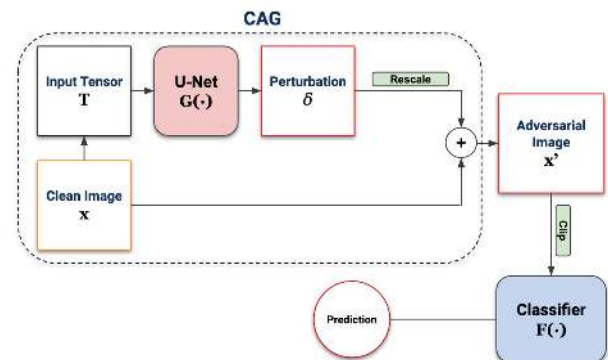 CAG
Input Tensor
T
U-Net
G(·)
Perturbation
δ
Rescale
+
Clean Image
x
Adversarial
Image
x'
Clip
Classifier
F(·)
Prediction